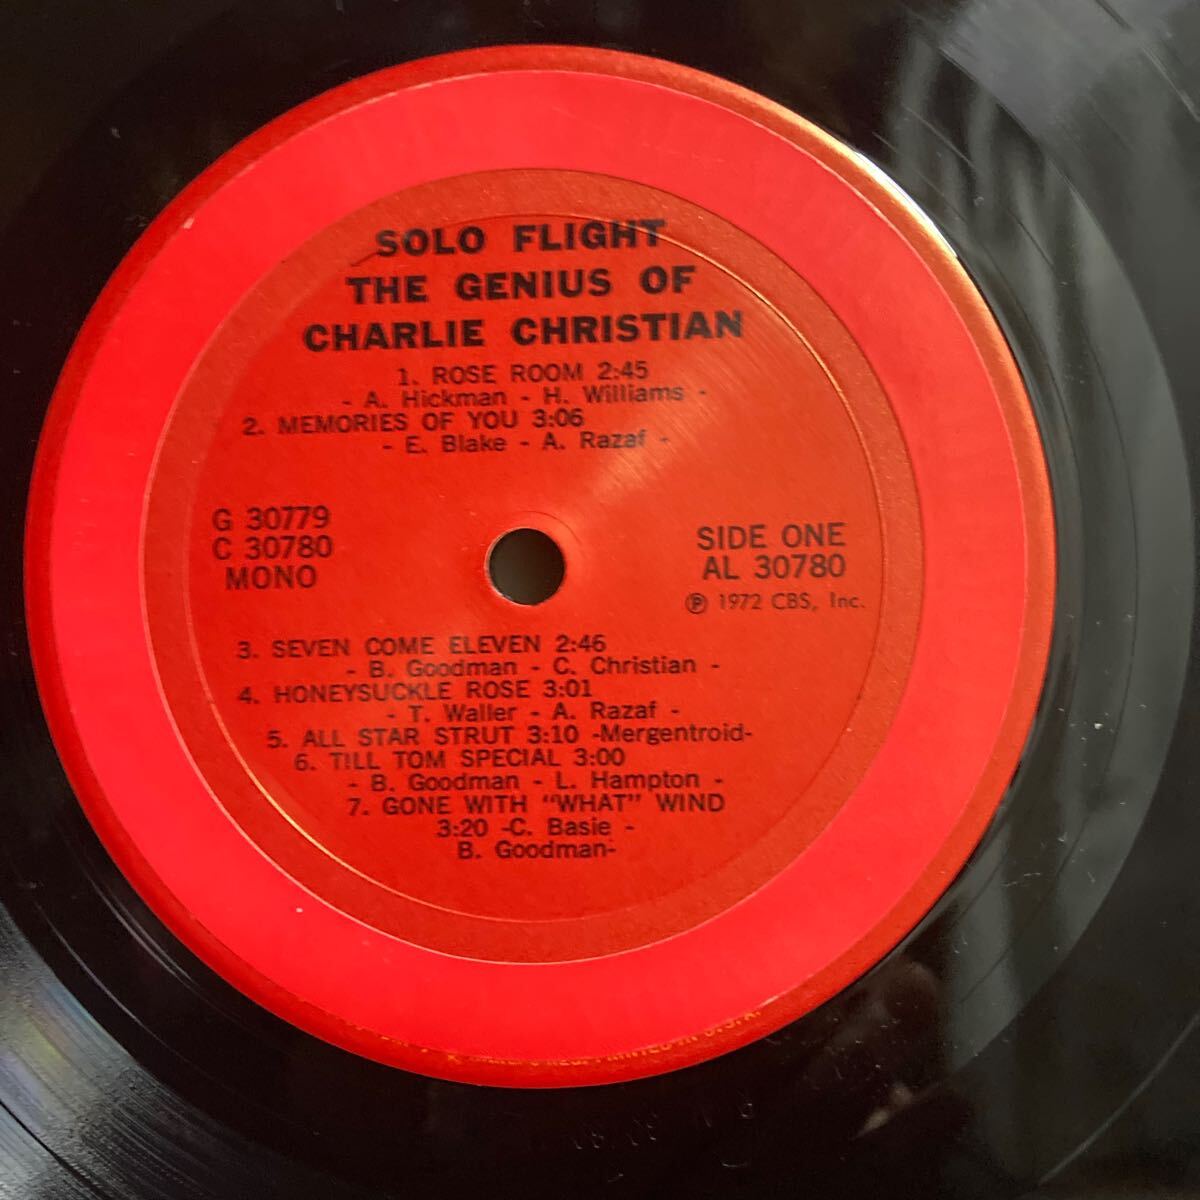 SOLO FLIGHT
THE GENIUS OF
CHARLIE CHRISTIAN
1. ROSE ROOM 2:45
- A. Hickman - H. Williams -
2. MEMORIES OF YOU 3:06
- E. Blake - A. Razaf -
G 30779
C 30780
MONO
SIDE ONE
AL 30780
℗ 1972 CBS, Inc.
3. SEVEN COME ELEVEN 2:46
- B. Goodman - C. Christian -
4. HONEYSUCKLE ROSE 3:01
- T. Waller - A. Razaf -
5. ALL STAR STRUT 3:10 -Mergentroid-
6. TILL TOM SPECIAL 3:00
- B. Goodman - L. Hampton -
7. GONE WITH "WHAT" WIND
3:20 -C. Basie -
B. Goodman-
PRINTED IN U.S.A.